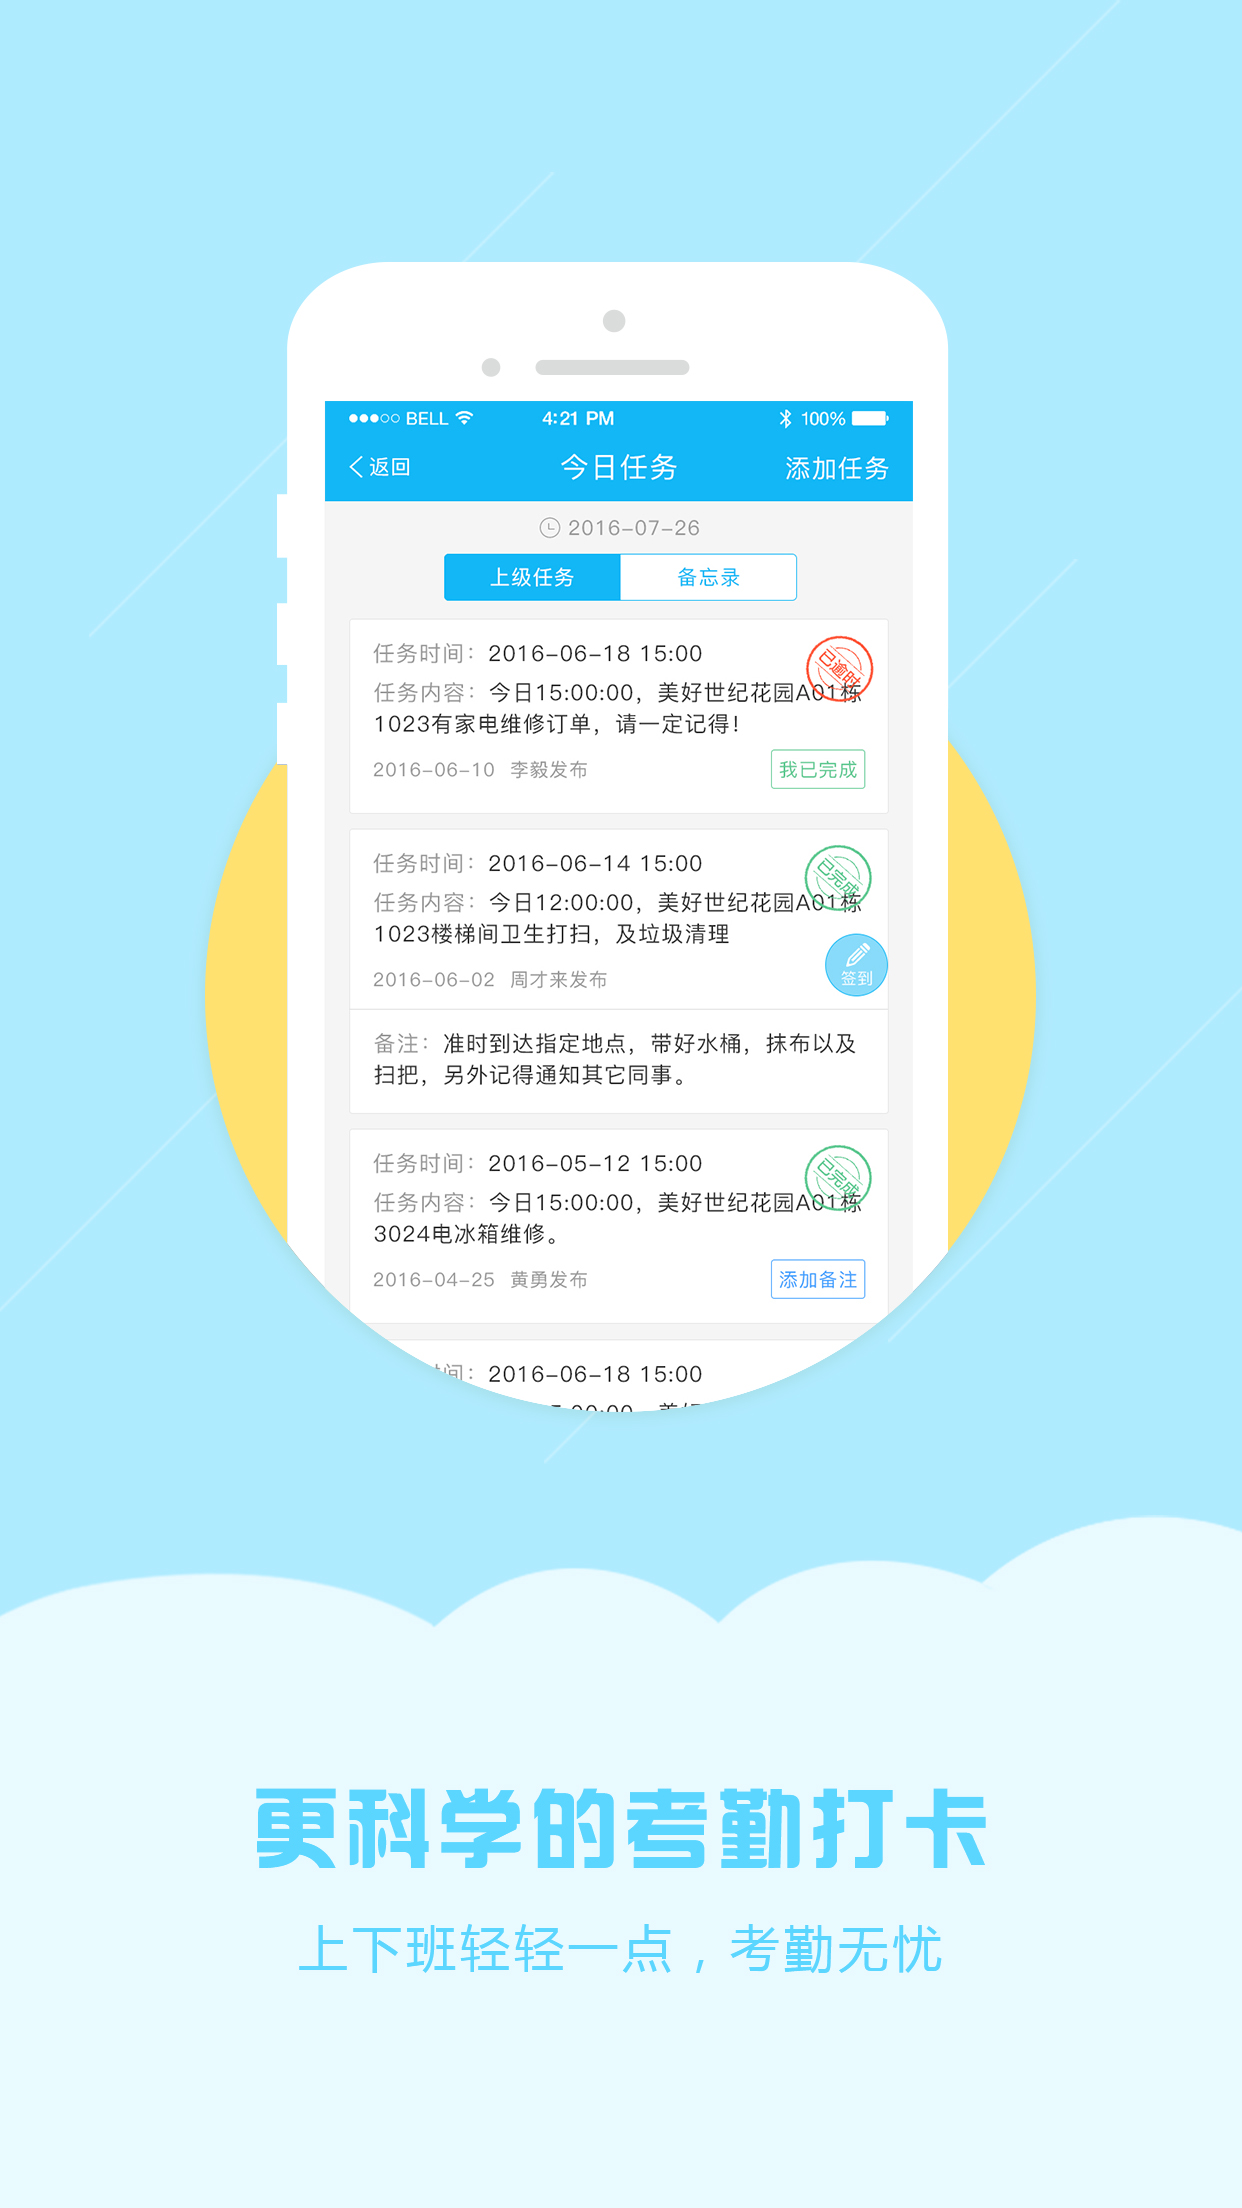 BELL 4:21 PM 100%
返回 今日任务 添加任务
2016-07-26
上级任务 备忘录
任务时间：2016-06-18 15:00
已逾时
任务内容：今日15:00:00，美好世纪花园A01栋
1023有家电维修订单，请一定记得！
2016-06-10 李毅发布 我已完成
任务时间：2016-06-14 15:00
已完成
任务内容：今日12:00:00，美好世纪花园A01栋
1023楼梯间卫生打扫，及垃圾清理
签到
2016-06-02 周才来发布
备注：准时到达指定地点，带好水桶，抹布以及
扫把，另外记得通知其它同事。
任务时间：2016-05-12 15:00
已完成
任务内容：今日15:00:00，美好世纪花园A01栋
3024电冰箱维修。
2016-04-25 黄勇发布 添加备注
间：2016-06-18 15:00
更科学的考勤打卡
上下班轻轻一点，考勤无忧